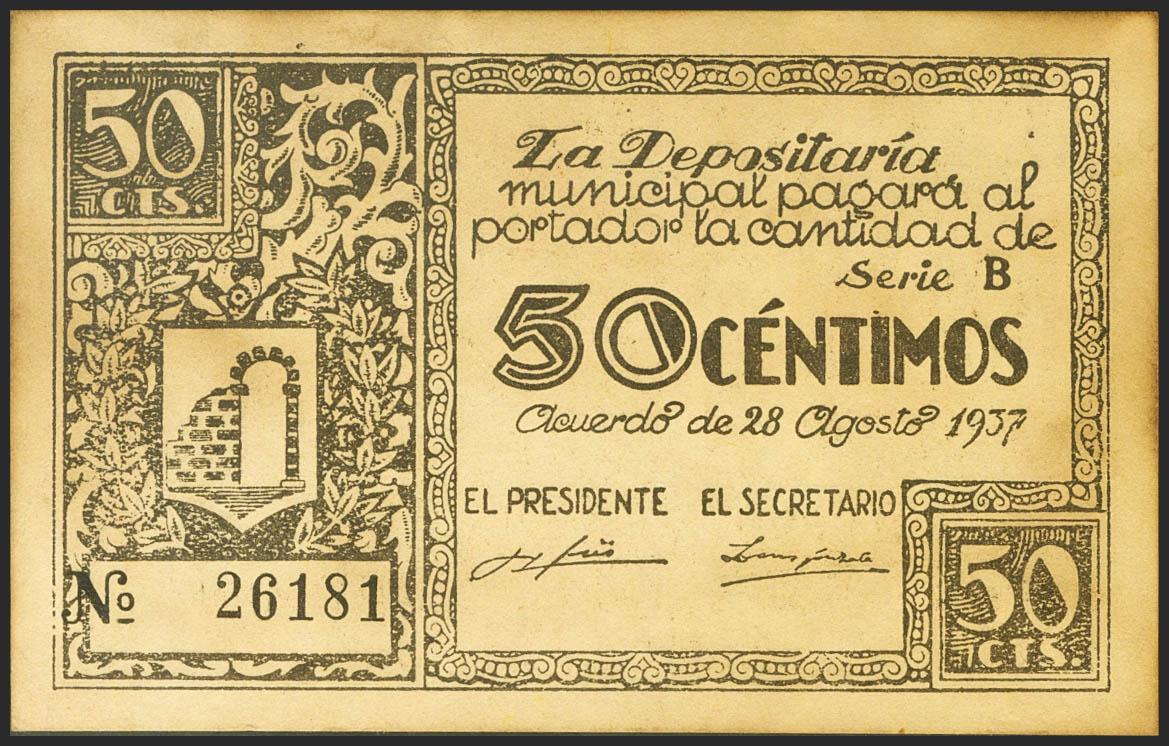 50
CTS.
Nº 26181
La Depositaría
municipal pagará al
portador la cantidad de
Serie B
50 CÉNTIMOS
Acuerdo de 28 Agosto 1937
EL PRESIDENTE EL SECRETARIO
50
CTS.